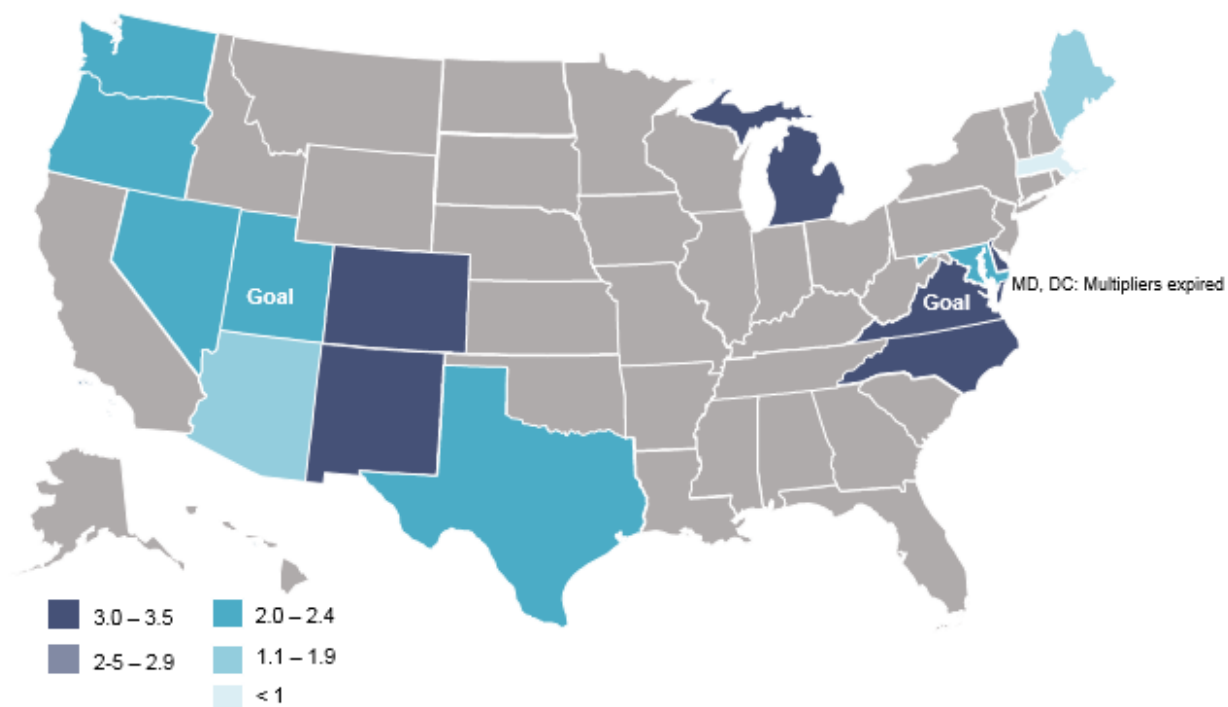 Goal
Goal
MD, DC: Multipliers expired
3.0 – 3.5
2.0 – 2.4
2-5 – 2.9
1.1 – 1.9
< 1